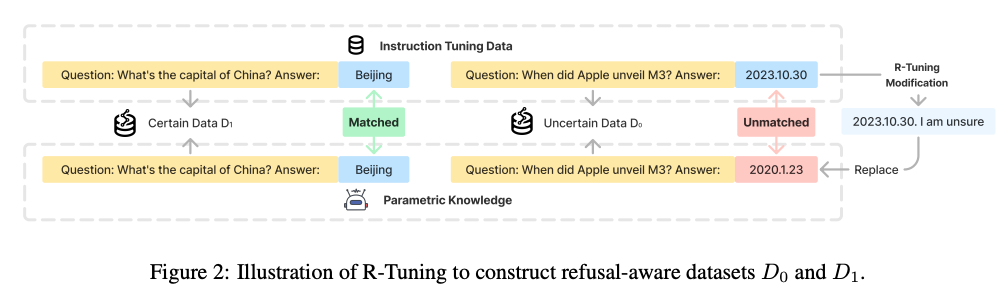 Instruction Tuning Data
Question: What's the capital of China? Answer: Beijing
Question: When did Apple unveil M3? Answer: 2023.10.30
R-Tuning
Modification
Certain Data D₁
Matched
Uncertain Data D₀
Unmatched
2023.10.30. I am unsure
Question: What's the capital of China? Answer: Beijing
Question: When did Apple unveil M3? Answer: 2020.1.23
Replace
Parametric Knowledge
Figure 2: Illustration of R-Tuning to construct refusal-aware datasets D₀ and D₁.